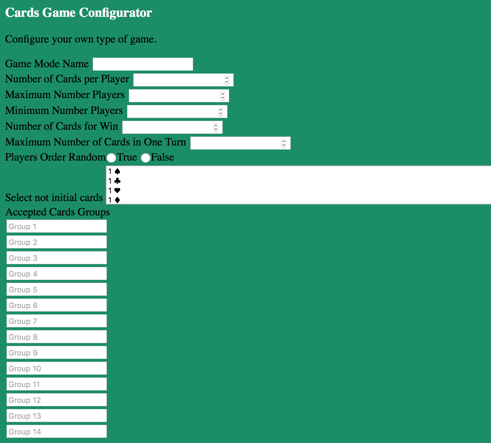 Cards Game Configurator
Configure your own type of game.
Game Mode Name
Number of Cards per Player
Maximum Number Players
Minimum Number Players
Number of Cards for Win
Maximum Number of Cards in One Turn
Players Order Random True False
1 ♠
1 ♣
1 ♥
Select not initial cards 1 ♦
Accepted Cards Groups
Group 1
Group 2
Group 3
Group 4
Group 5
Group 6
Group 7
Group 8
Group 9
Group 10
Group 11
Group 12
Group 13
Group 14